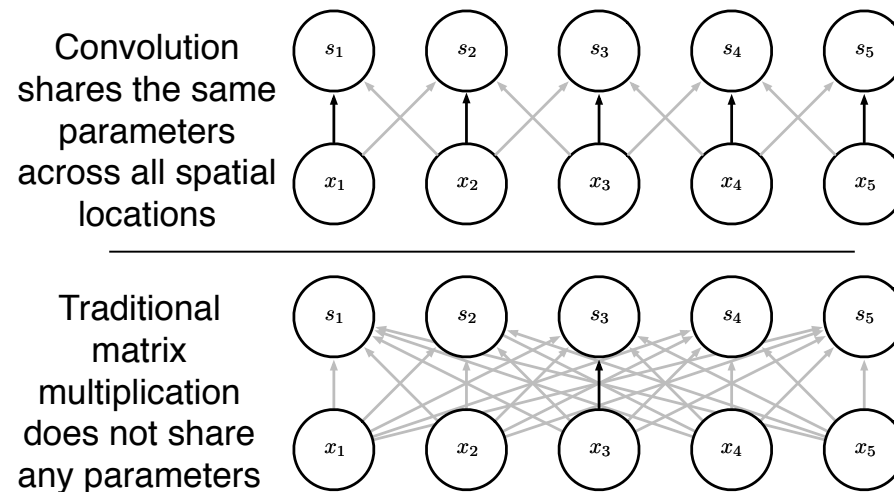 Convolution
shares the same
parameters
across all spatial
locations
s₁ s₂ s₃ s₄ s₅
x₁ x₂ x₃ x₄ x₅
Traditional
matrix
multiplication
does not share
any parameters
s₁ s₂ s₃ s₄ s₅
x₁ x₂ x₃ x₄ x₅